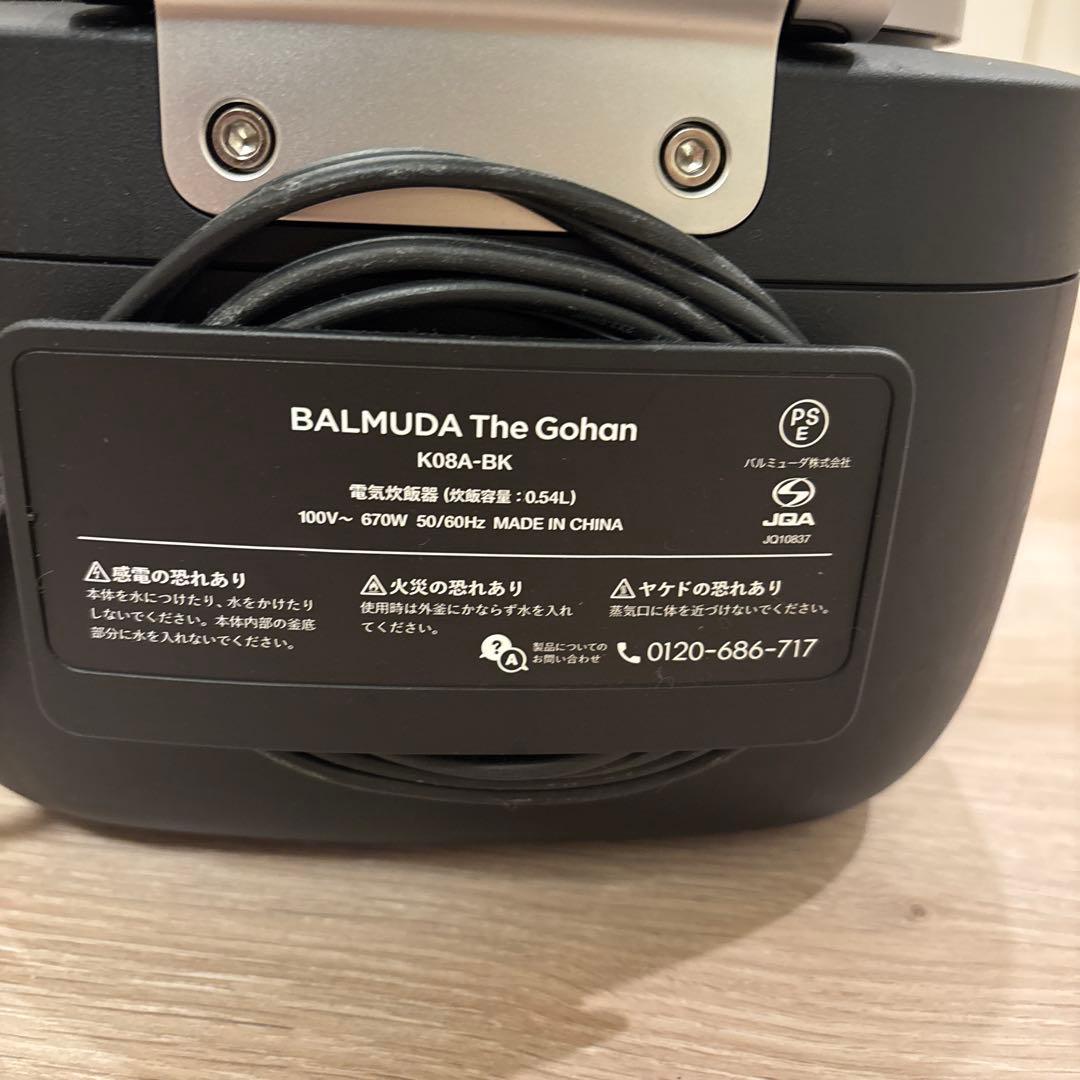 BALMUDA The Gohan
K08A-BK
電気炊飯器 (炊飯容量：0.54L)
100V～ 670W 50/60Hz MADE IN CHINA
PS
E
バルミューダ株式会社
JQA
JQ10837
感電の恐れあり
本体を水につけたり、水をかけたり
しないでください。本体内部の釜底
部分に水を入れないでください。
火災の恐れあり
使用時は外釜にかならず水を入れ
てください。
ヤケドの恐れあり
蒸気口に体を近づけないでください。
? A
製品についての
お問い合わせ
0120-686-717